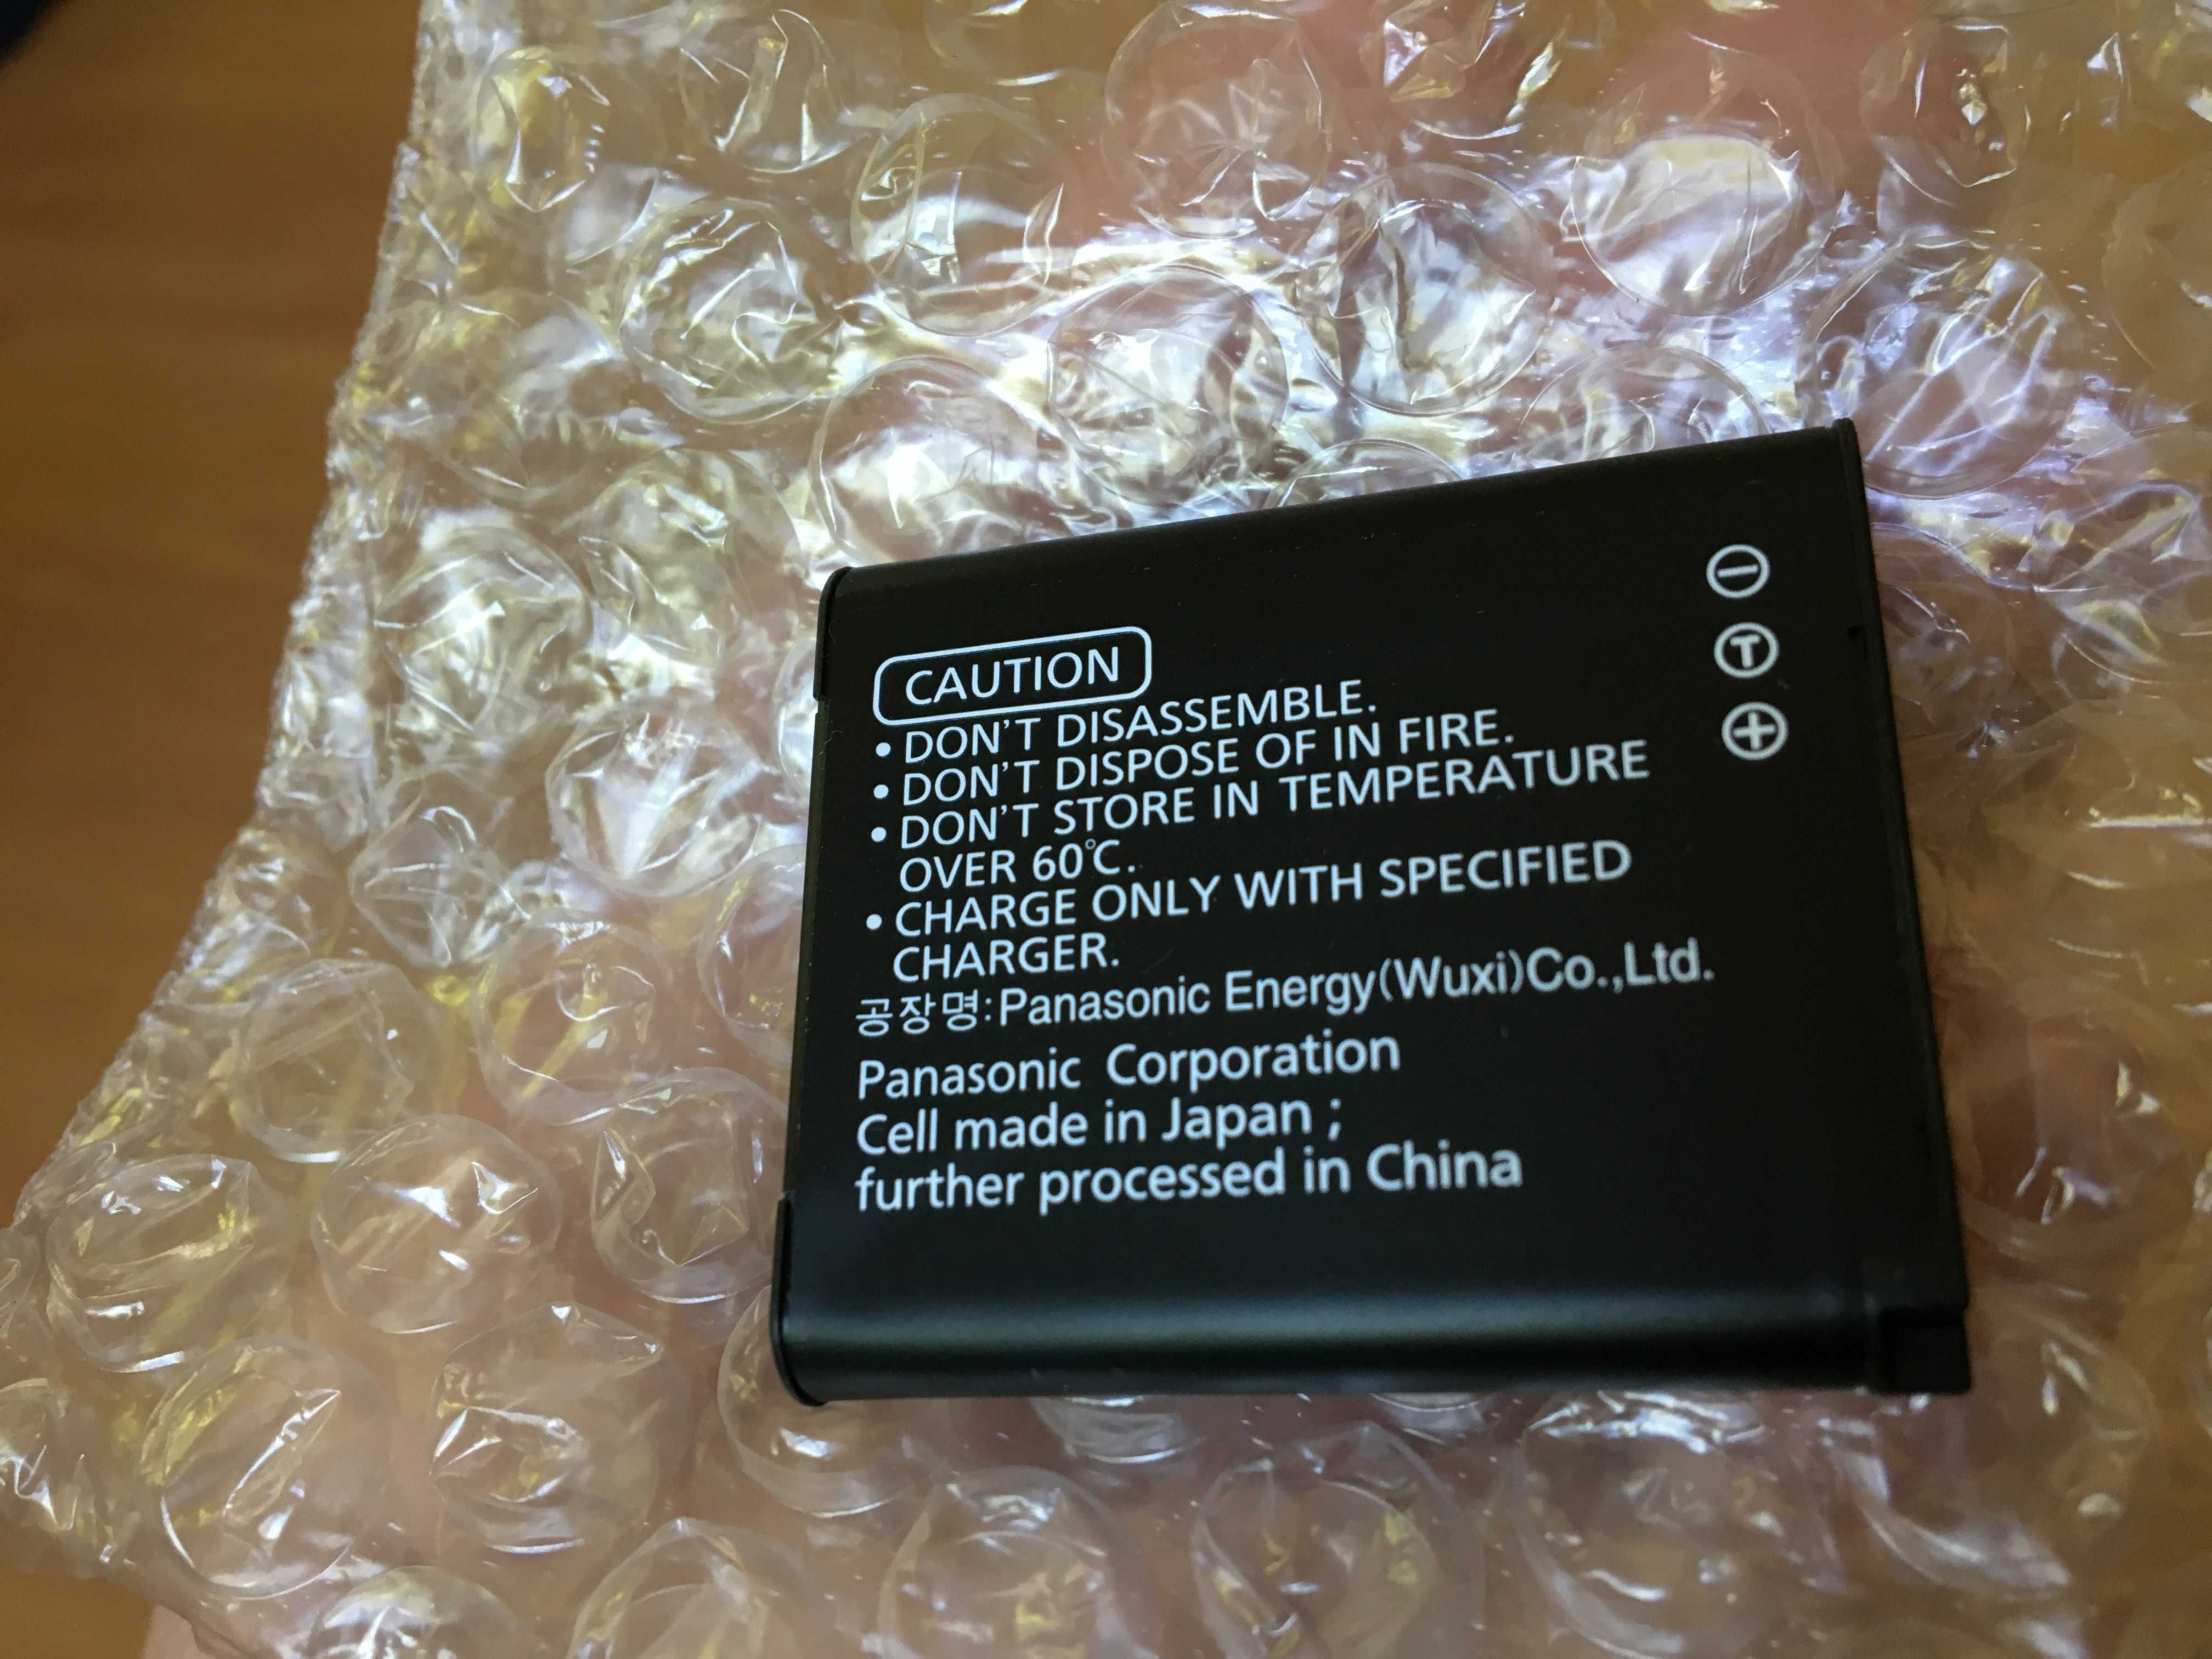 CAUTION
• DON'T DISASSEMBLE.
• DON'T DISPOSE OF IN FIRE.
• DON'T STORE IN TEMPERATURE
OVER 60℃.
• CHARGE ONLY WITH SPECIFIED
CHARGER.
공장명:Panasonic Energy(Wuxi)Co.,Ltd.
Panasonic Corporation
Cell made in Japan ;
further processed in China
⊖
Ⓣ
⊕